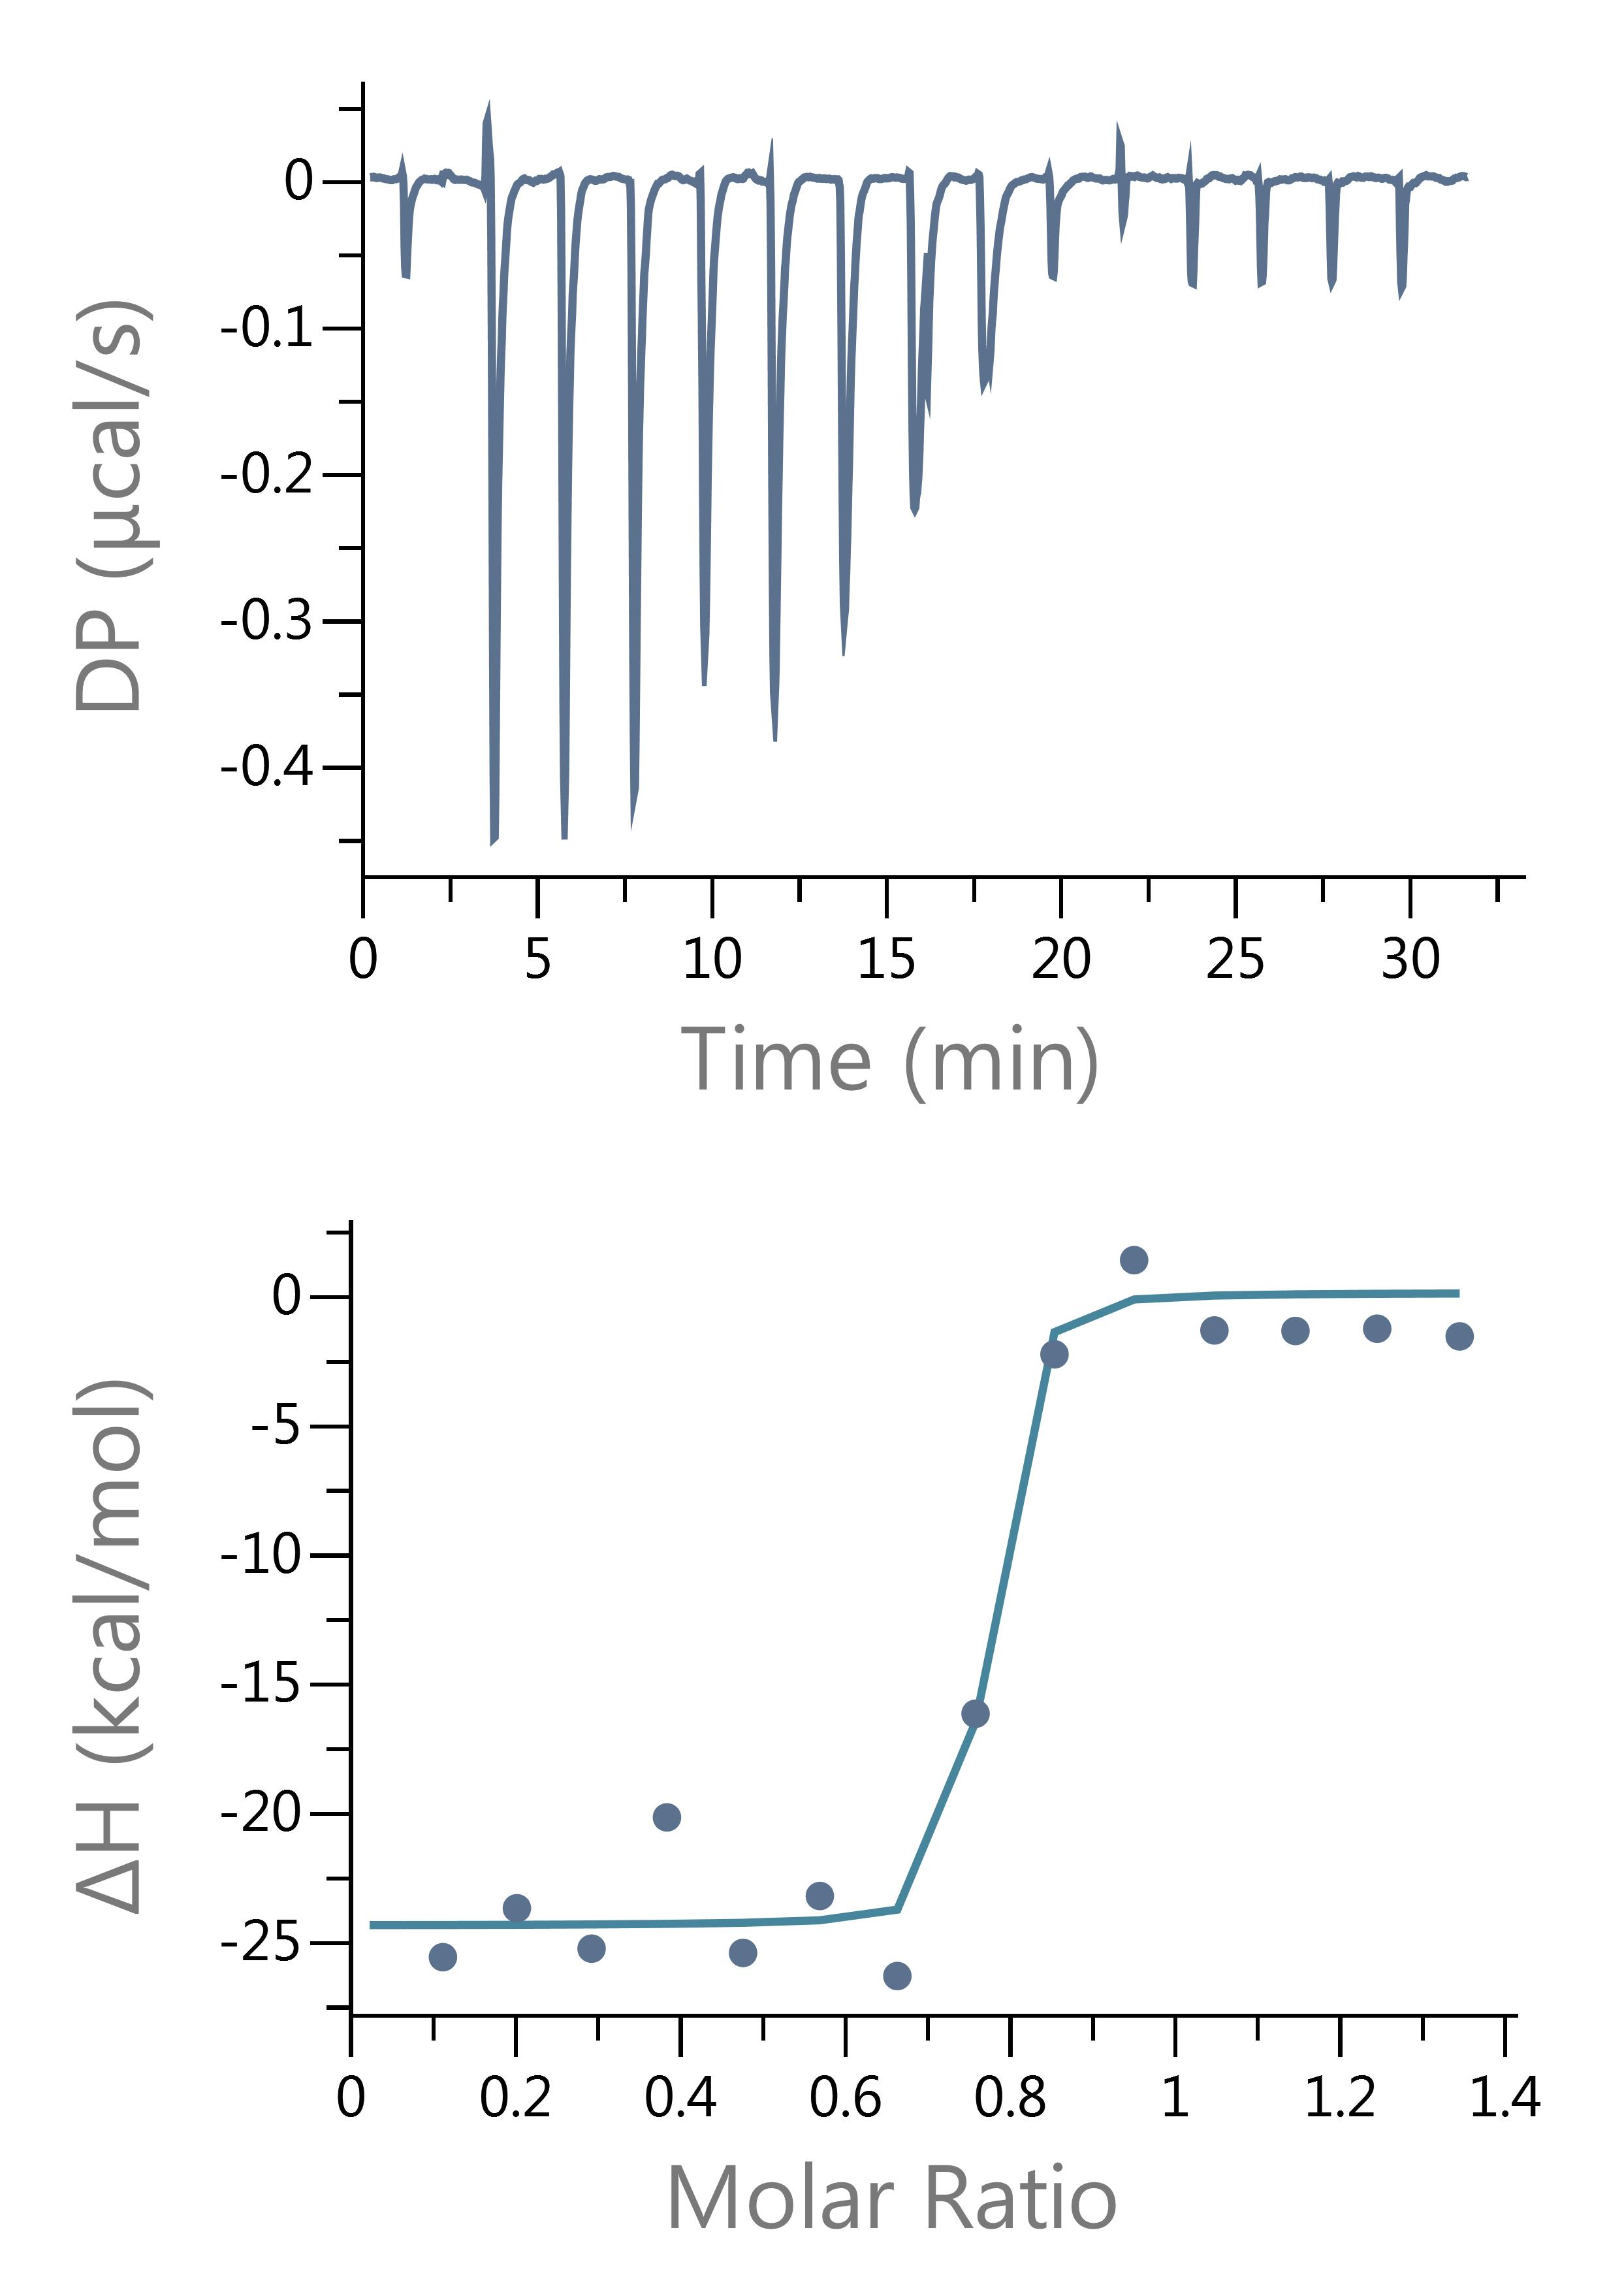 DP (µcal/s)
0
-0.1
-0.2
-0.3
-0.4
0 5 10 15 20 25 30
Time (min)
ΔH (kcal/mol)
0
-5
-10
-15
-20
-25
0 0.2 0.4 0.6 0.8 1 1.2 1.4
Molar Ratio